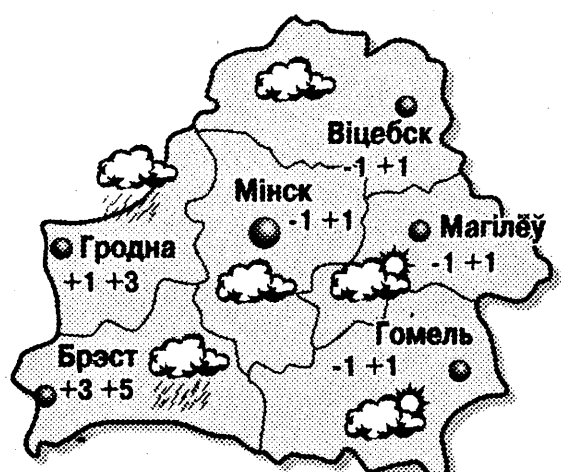 Віцебск
-1 +1
Мінск
-1 +1
Магілёў
-1 +1
Гродна
+1 +3
Гомель
-1 +1
Брэст
+3 +5